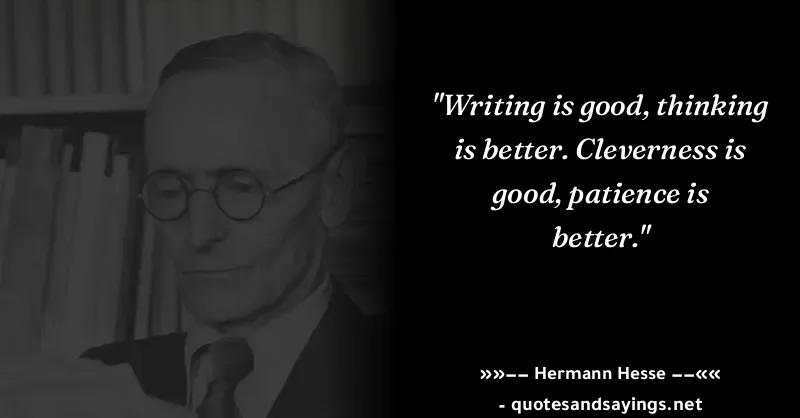 "Writing is good, thinking
is better. Cleverness is
good, patience is
better."
»»–– Hermann Hesse ––««
- quotesandsayings.net